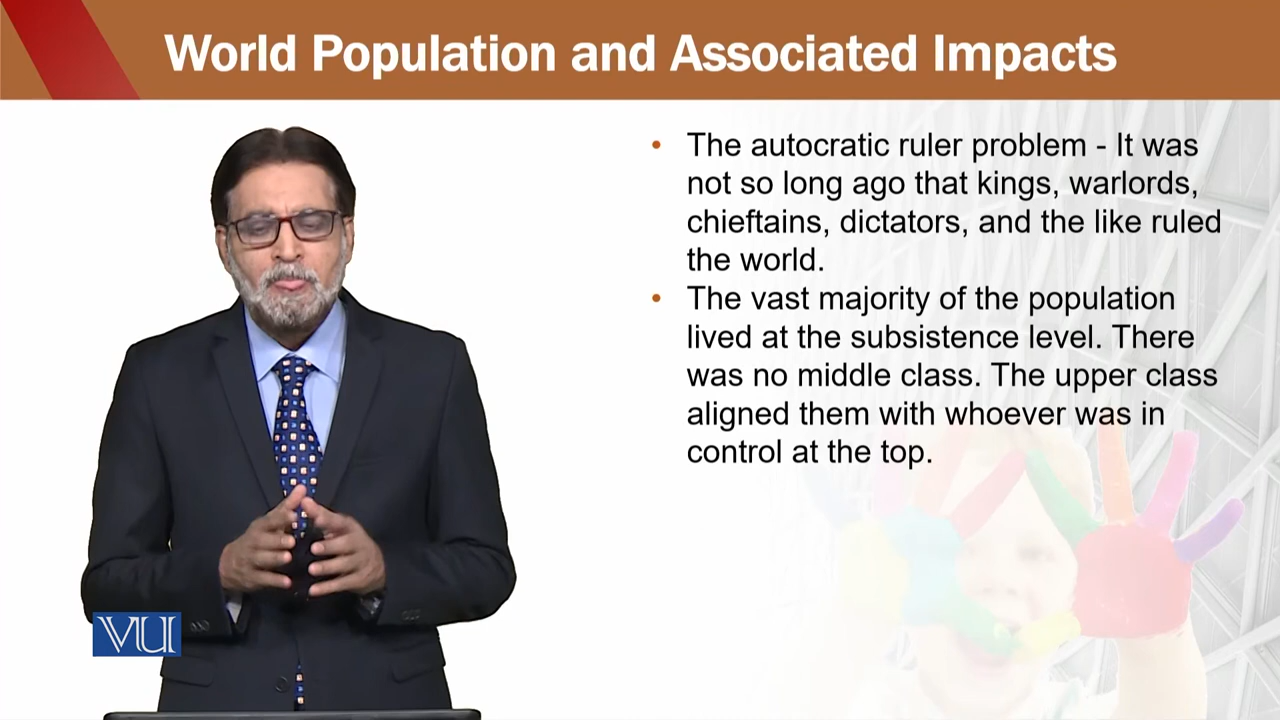 World Population and Associated Impacts
• The autocratic ruler problem - It was
not so long ago that kings, warlords,
chieftains, dictators, and the like ruled
the world.
• The vast majority of the population
lived at the subsistence level. There
was no middle class. The upper class
aligned them with whoever was in
control at the top.
VU